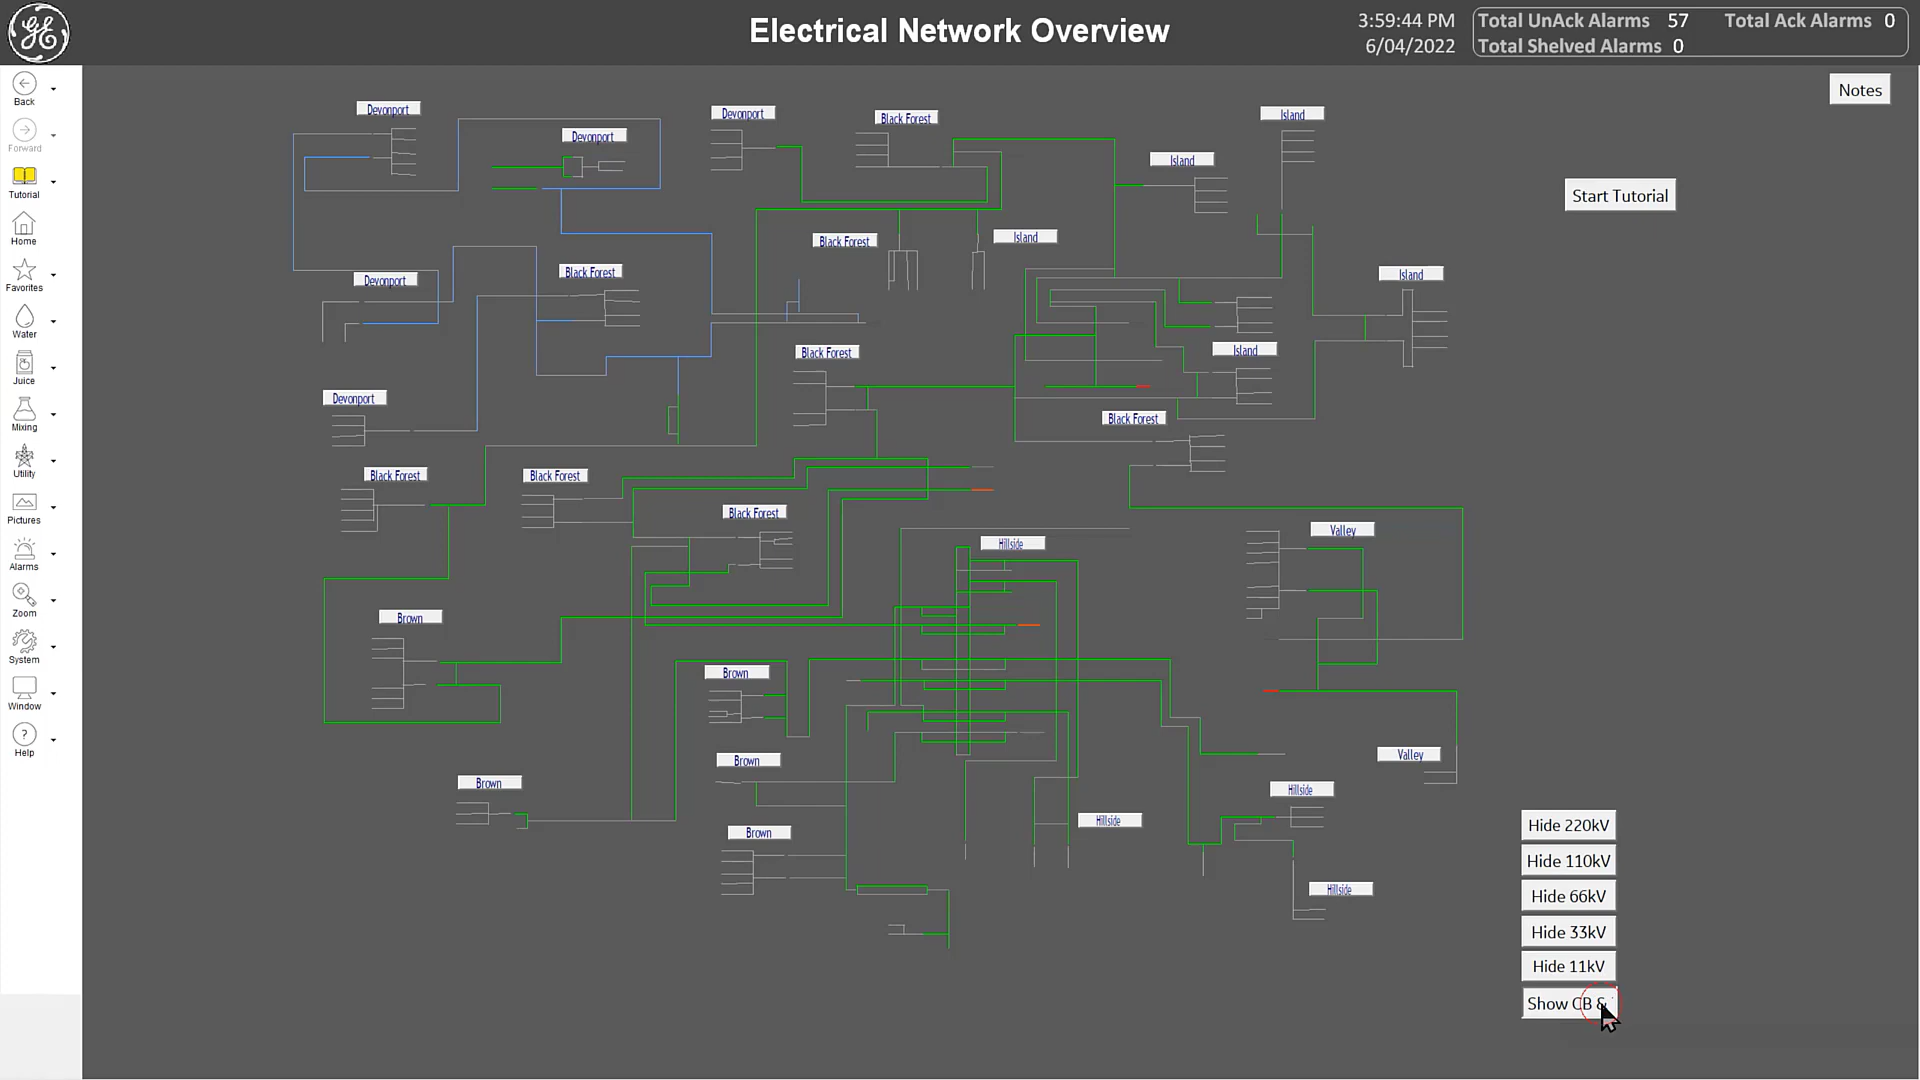 Electrical Network Overview
3:59:44 PM
6/04/2022
Total UnAck Alarms 57 Total Ack Alarms 0
Total Shelved Alarms 0
Back
Forward
Tutorial
Home
Favorites
Water
Juice
Mixing
Utility
Pictures
Alarms
Zoom
System
Window
Help
Notes
Start Tutorial
Devonport
Devonport
Devonport
Black Forest
Island
Island
Black Forest
Island
Devonport
Black Forest
Island
Black Forest
Island
Devonport
Black Forest
Black Forest
Black Forest
Black Forest
Valley
Hillside
Brown
Brown
Brown
Valley
Brown
Hillside
Hillside
Brown
Hillside
Hide 220kV
Hide 110kV
Hide 66kV
Hide 33kV
Hide 11kV
Show CB &